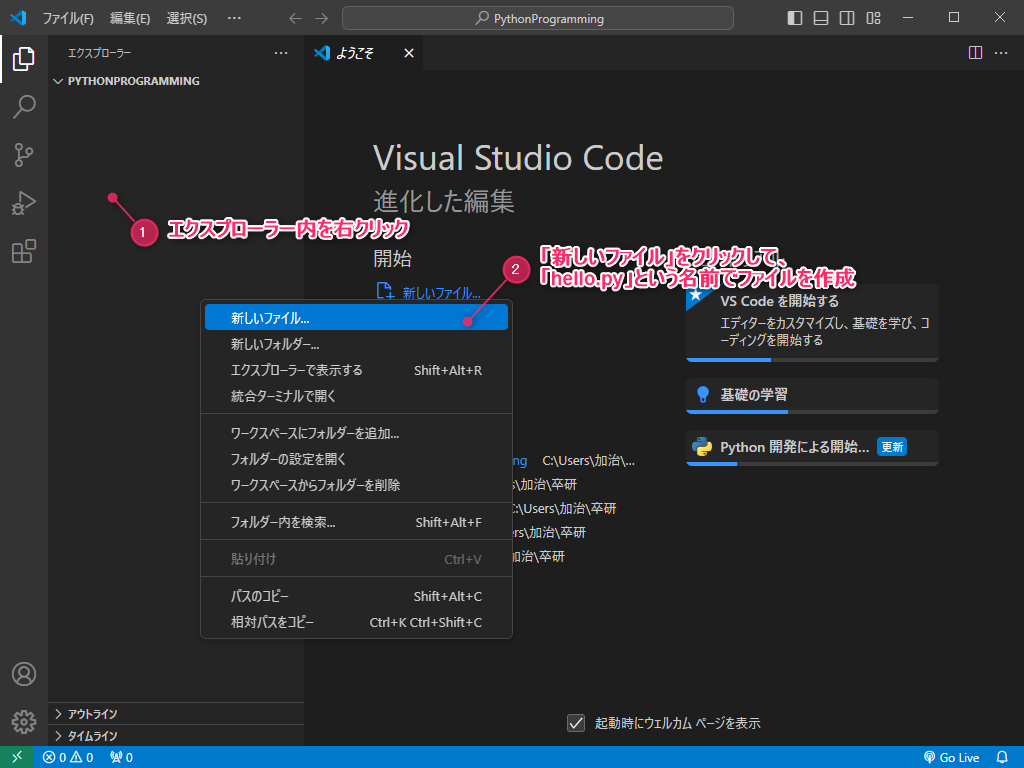 ファイル(F) 編集(E) 選択(S) … PythonProgramming
エクスプローラー …
ようこそ
PYTHONPROGRAMMING
Visual Studio Code
進化した編集
1 エクスプローラー内を右クリック
開始
2 「新しいファイル」をクリックして、
「hello.py」という名前でファイルを作成
新しいファイル...
新しいファイル...
新しいフォルダー...
エクスプローラーで表示する Shift+Alt+R
統合ターミナルで開く
ワークスペースにフォルダーを追加...
フォルダーの設定を開く
ワークスペースからフォルダーを削除
フォルダー内を検索... Shift+Alt+F
貼り付け Ctrl+V
パスのコピー Shift+Alt+C
相対パスをコピー Ctrl+K Ctrl+Shift+C
VS Code を開始する
エディターをカスタマイズし、基礎を学び、コ
ーディングを開始する
基礎の学習
Python 開発による開始... 更新
ng C:\Users\加治\...
s\加治\卒研
C:\Users\加治\卒研
ers\加治\卒研
加治\卒研
起動時にウェルカム ページを表示
アウトライン
タイムライン
0 0 0 Go Live